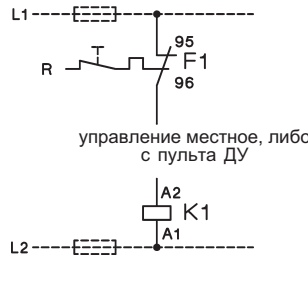 L1
95
F1
R
96
управление местное, либо
с пульта ДУ
A2
K1
A1
L2